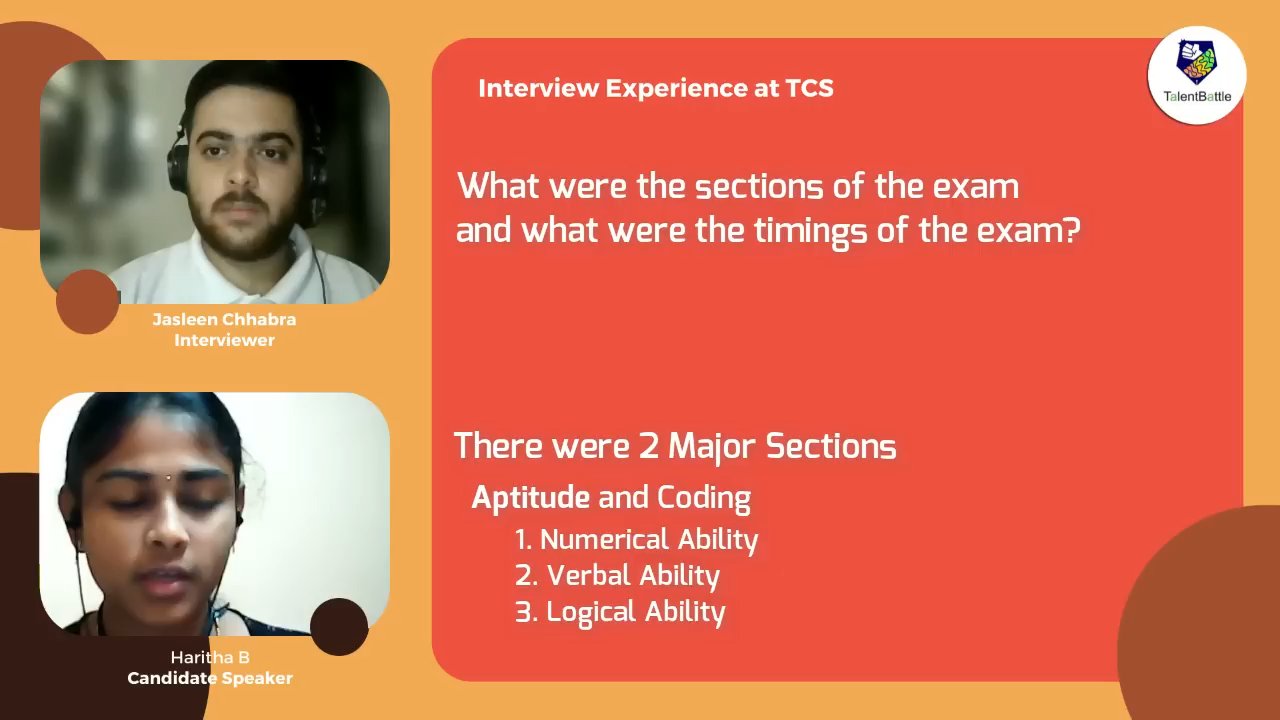 Interview Experience at TCS
TalentBattle
What were the sections of the exam
and what were the timings of the exam?
Jasleen Chhabra
Interviewer
There were 2 Major Sections
Aptitude and Coding
1. Numerical Ability
2. Verbal Ability
3. Logical Ability
Haritha B
Candidate Speaker